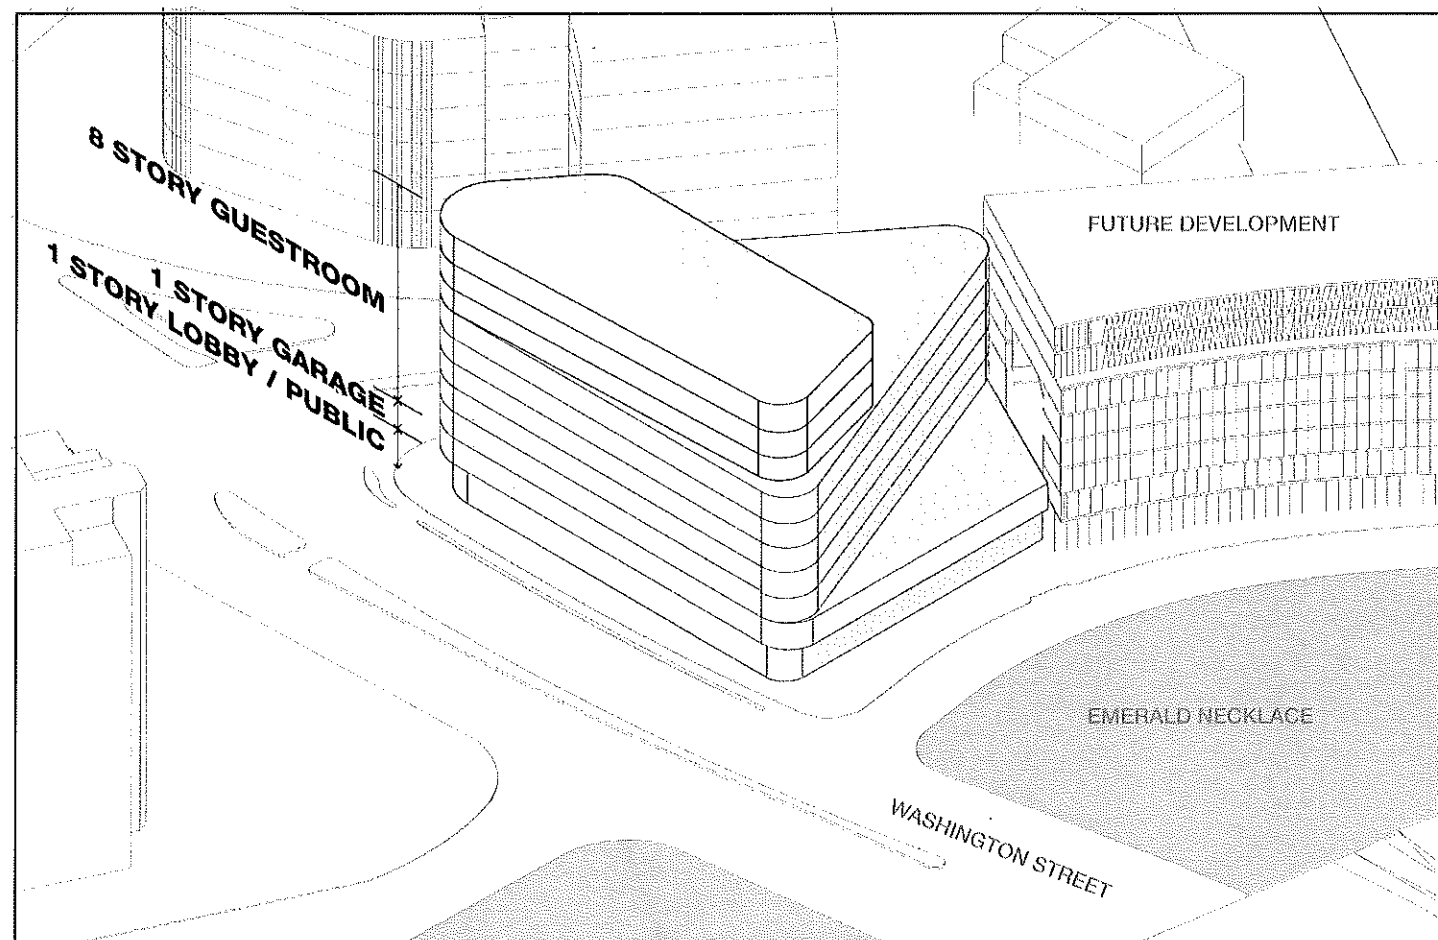 8 STORY GUESTROOM
1 STORY GARAGE
1 STORY LOBBY / PUBLIC
FUTURE DEVELOPMENT
EMERALD NECKLACE
WASHINGTON STREET